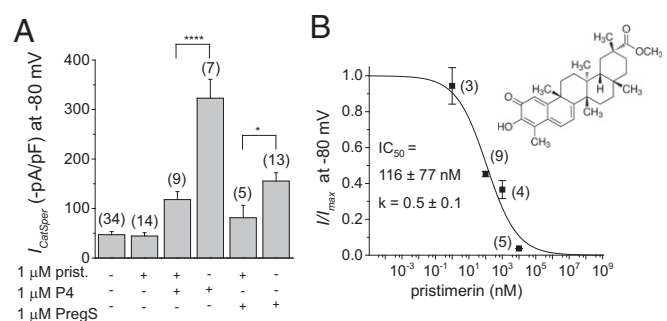 A
I_CatSper (-pA/pF) at -80 mV
400
300
200
100
0
(34)
(14)
(9)
(7)
(5)
(13)
****
*
1 µM prist. - + + - + -
1 µM P4 - - + + - -
1 µM PregS - - - - + +
B
I/I_max at -80 mV
1.0
0.8
0.6
0.4
0.2
0.0
(3)
(9)
(4)
(5)
IC50 =
116 ± 77 nM
k = 0.5 ± 0.1
10^-3 10^-1 10^1 10^3 10^5 10^7 10^9
pristimerin (nM)
H3C
O
O
CH3
CH3
H3C
CH3
H
CH3
O
HO
CH3